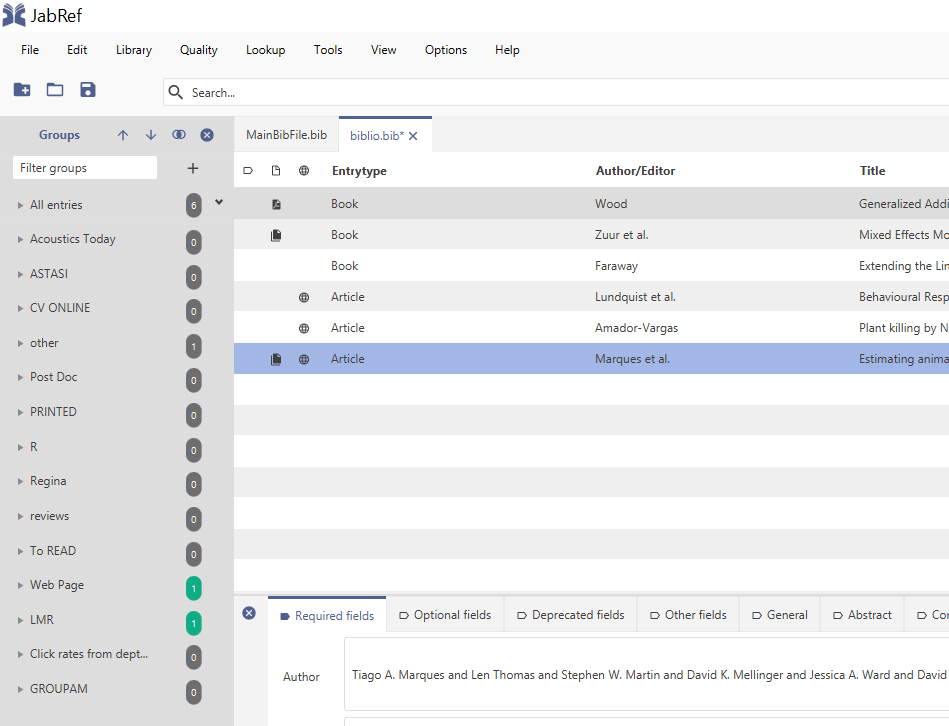 JabRef
File Edit Library Quality Lookup Tools View Options Help
Search...
Groups
MainBibFile.bib biblio.bib*
Filter groups
Entrytype Author/Editor Title
All entries 6
Acoustics Today 0
ASTASI 0
CV ONLINE 0
other 1
Post Doc 0
PRINTED 0
R 0
Regina 0
reviews 0
To READ 0
Web Page 1
LMR 1
Click rates from dept... 0
GROUPAM 0
Book Wood Generalized Addi
Book Zuur et al. Mixed Effects Mo
Book Faraway Extending the Lin
Article Lundquist et al. Behavioural Resp
Article Amador-Vargas Plant killing by N
Article Marques et al. Estimating anima
Required fields Optional fields Deprecated fields Other fields General Abstract Co
Author
Tiago A. Marques and Len Thomas and Stephen W. Martin and David K. Mellinger and Jessica A. Ward and David